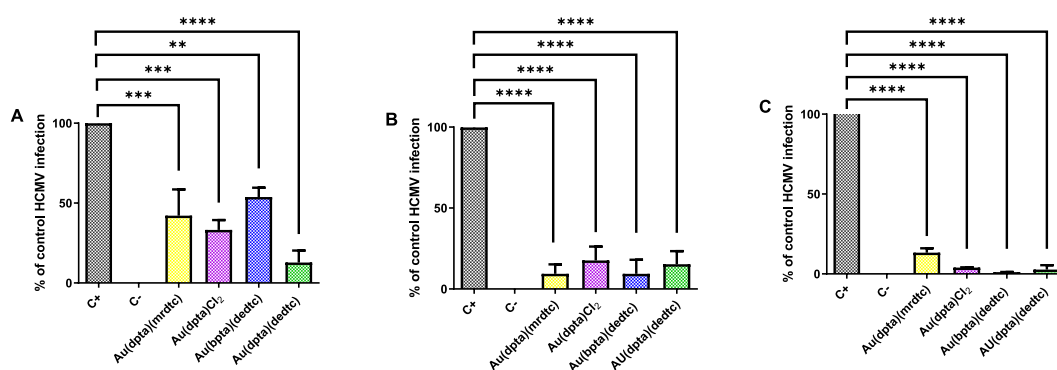 A
% of control HCMV infection
100
50
0
****
**
***
***
C+
C-
Au(dpta)(mrdtc)
Au(dpta)Cl₂
Au(bpta)(dedtc)
Au(dpta)(dedtc)
B
% of control HCMV infection
100
50
0
****
****
****
****
C+
C-
Au(dpta)(mrdtc)
Au(dpta)Cl₂
Au(bpta)(dedtc)
AU(dpta)(dedtc)
C
% of control HCMV infection
100
50
0
****
****
****
****
C+
C-
Au(dpta)(mrdtc)
Au(dpta)Cl₂
Au(bpta)(dedtc)
AU(dpta)(dedtc)